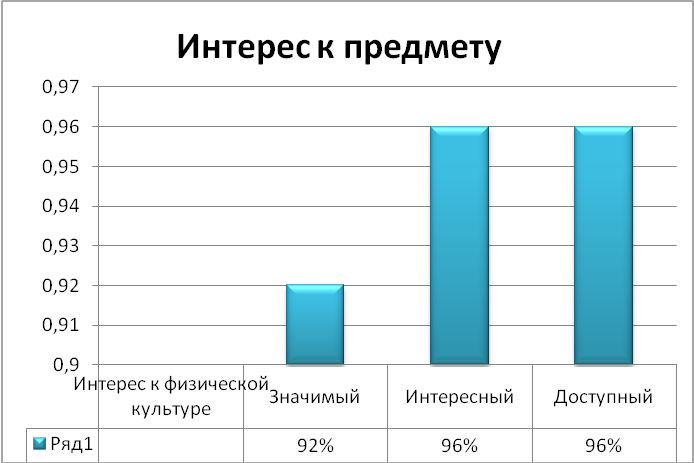 Интерес к предмету
0,97
0,96
0,95
0,94
0,93
0,92
0,91
0,9
Интерес к физической
культуре
Значимый
Интересный
Доступный
Ряд1
92%
96%
96%